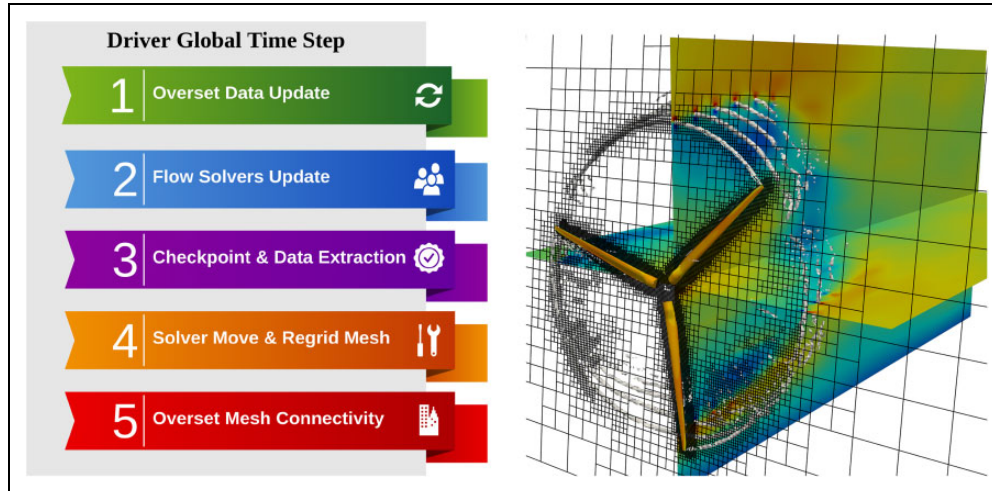 Driver Global Time Step
1 Overset Data Update
2 Flow Solvers Update
3 Checkpoint & Data Extraction
4 Solver Move & Regrid Mesh
5 Overset Mesh Connectivity